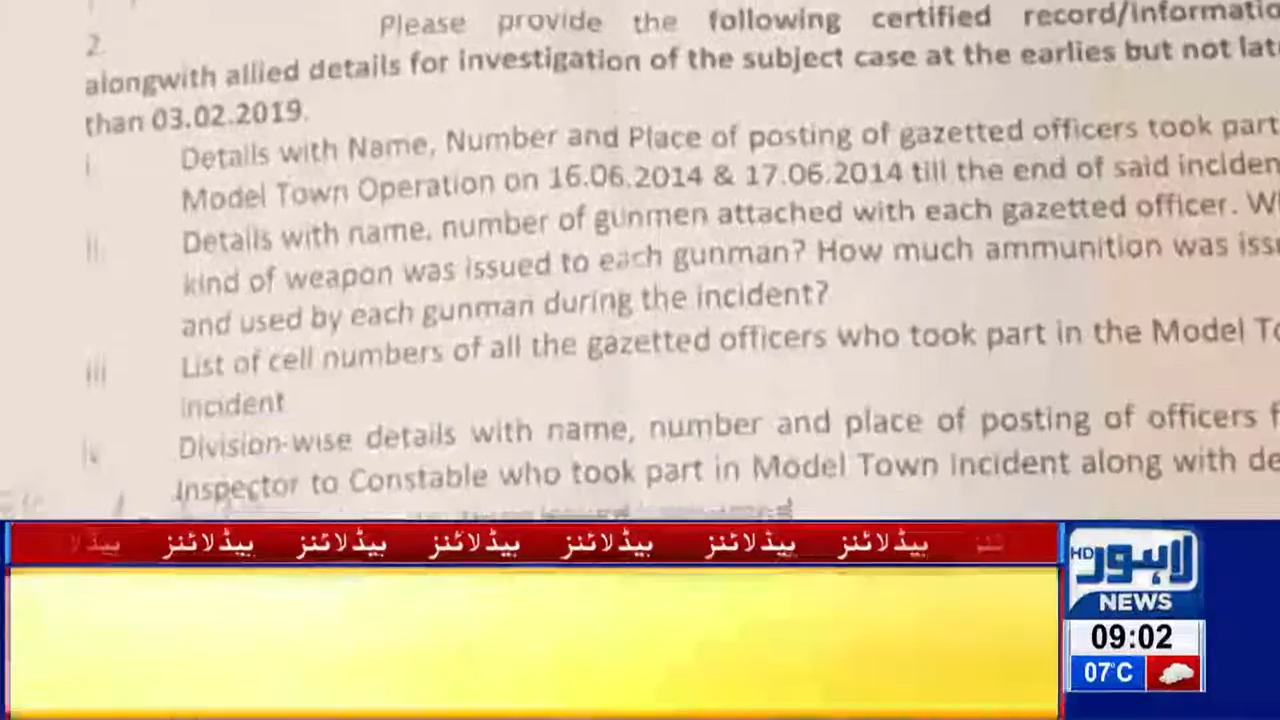 2. Please provide the following certified record/informatio
alongwith allied details for investigation of the subject case at the earlies but not lat
than 03.02.2019.
i Details with Name, Number and Place of posting of gazetted officers took part
Model Town Operation on 16.06.2014 & 17.06.2014 till the end of said inciden
ii Details with name, number of gunmen attached with each gazetted officer. W
kind of weapon was issued to each gunman? How much ammunition was iss
and used by each gunman during the incident?
iii List of cell numbers of all the gazetted officers who took part in the Model To
incident
iv Division-wise details with name, number and place of posting of officers f
Inspector to Constable who took part in Model Town Incident along with de
ہیڈلائنز ہیڈلائنز ہیڈلائنز ہیڈلائنز ہیڈلائنز ہیڈلائنز
لاہور HD
NEWS
09:02
07°C